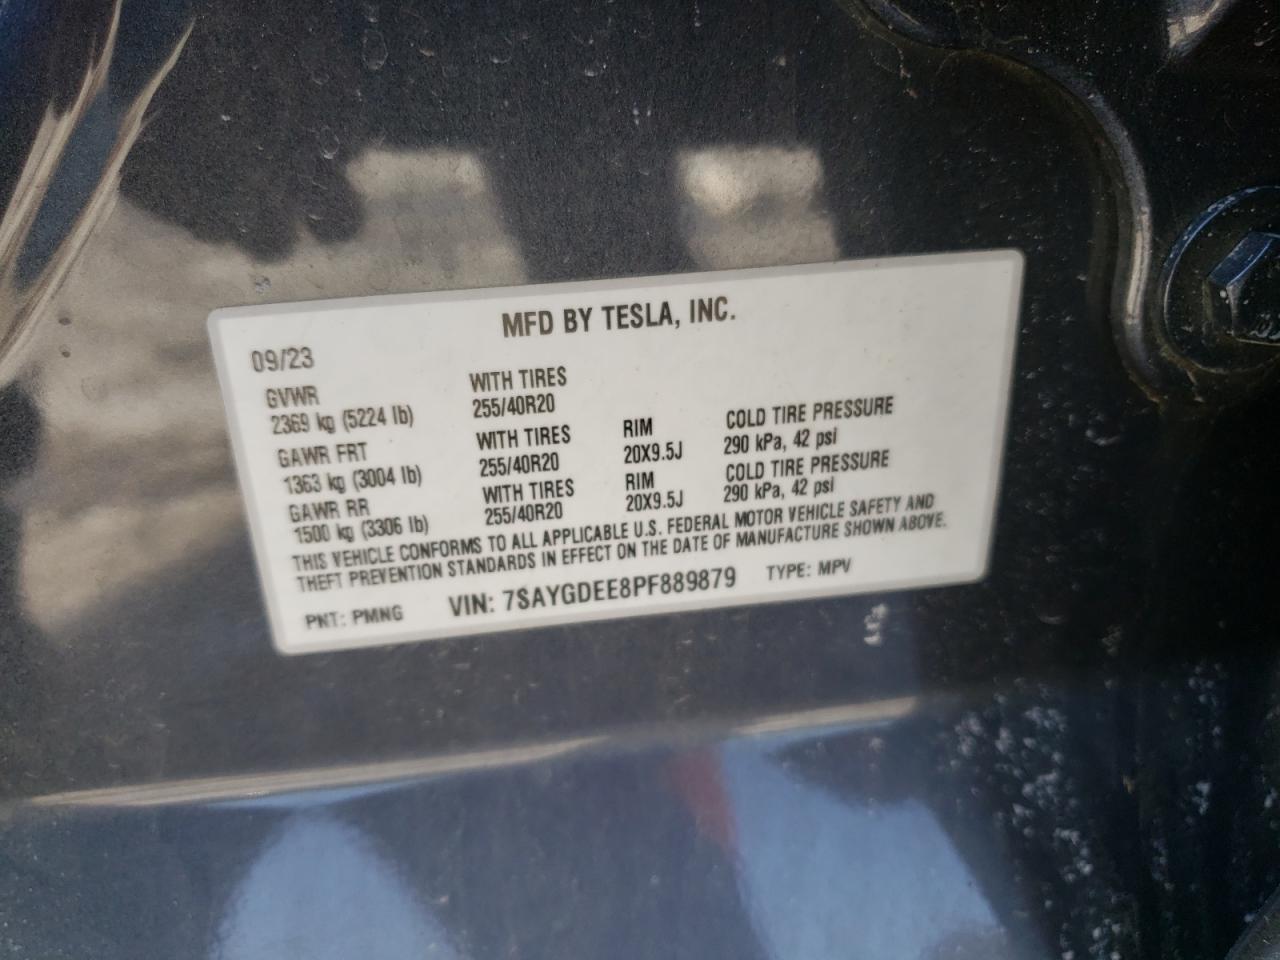 MFD BY TESLA, INC.
09/23
GVWR WITH TIRES
2369 kg (5224 lb) 255/40R20
GAWR FRT WITH TIRES RIM COLD TIRE PRESSURE
1363 kg (3004 lb) 255/40R20 20X9.5J 290 kPa, 42 psi
GAWR RR WITH TIRES RIM COLD TIRE PRESSURE
1500 kg (3306 lb) 255/40R20 20X9.5J 290 kPa, 42 psi
THIS VEHICLE CONFORMS TO ALL APPLICABLE U.S. FEDERAL MOTOR VEHICLE SAFETY AND
THEFT PREVENTION STANDARDS IN EFFECT ON THE DATE OF MANUFACTURE SHOWN ABOVE.
PNT: PMNG VIN: 7SAYGDEE8PF889879 TYPE: MPV